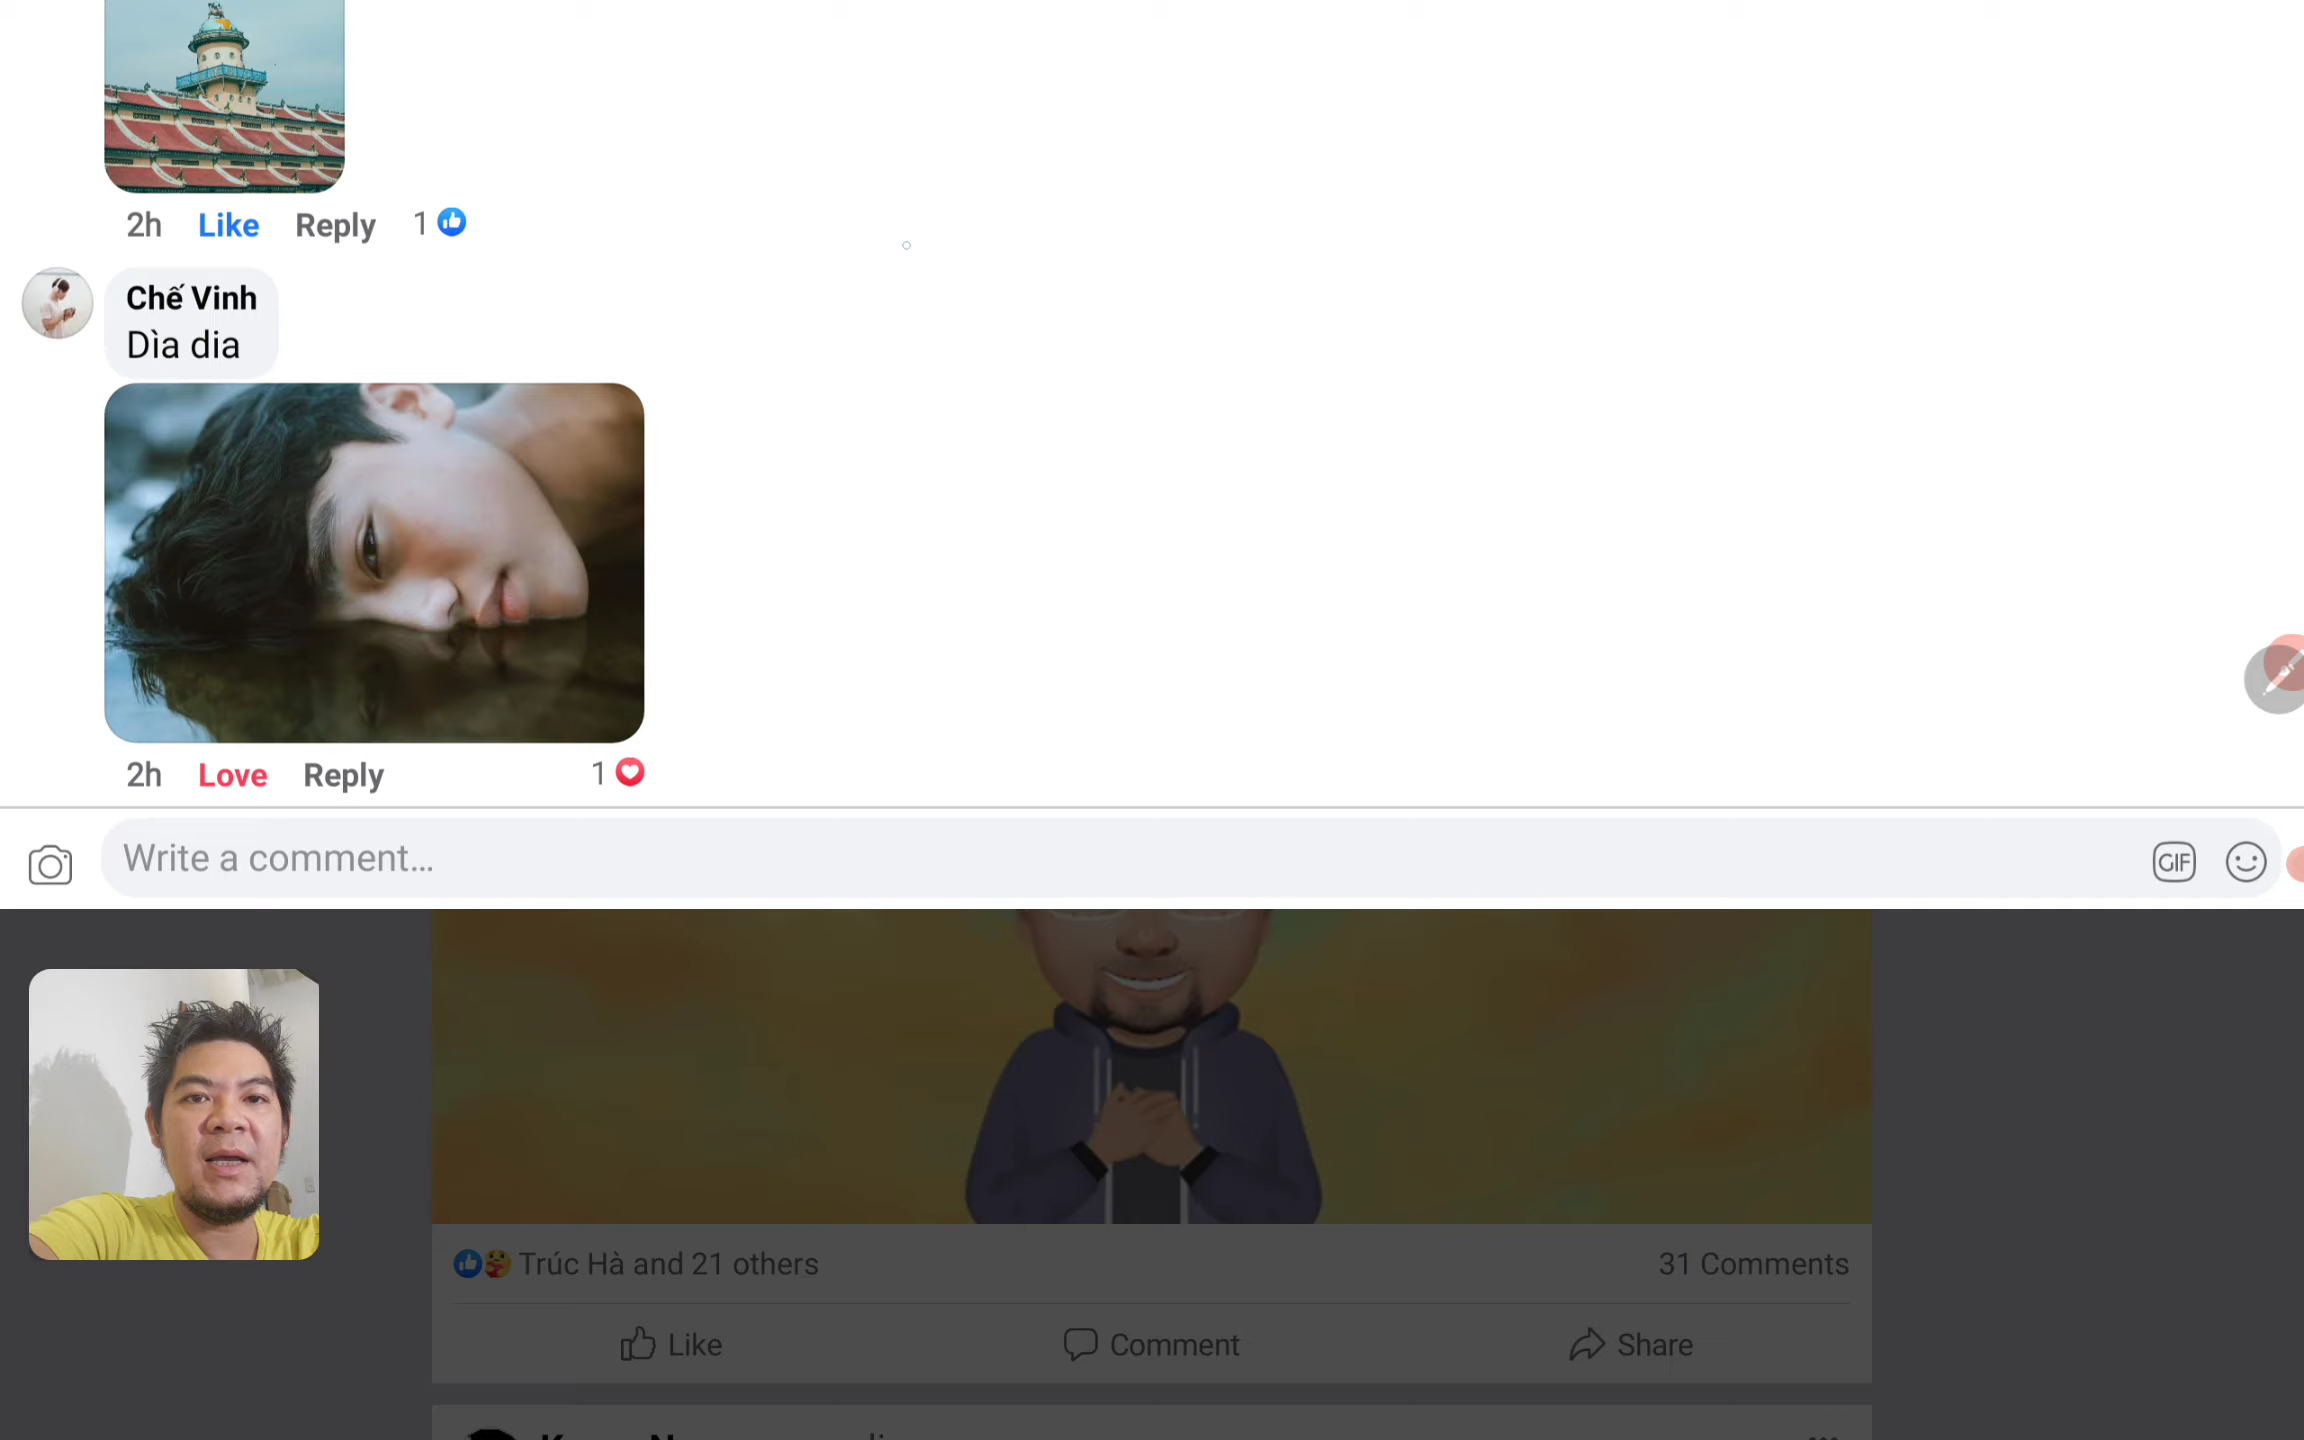 2h Like Reply 1
Chế Vinh
Dìa dia
2h Love Reply 1
Write a comment...
GIF
Trúc Hà and 21 others 31 Comments
Like Comment Share